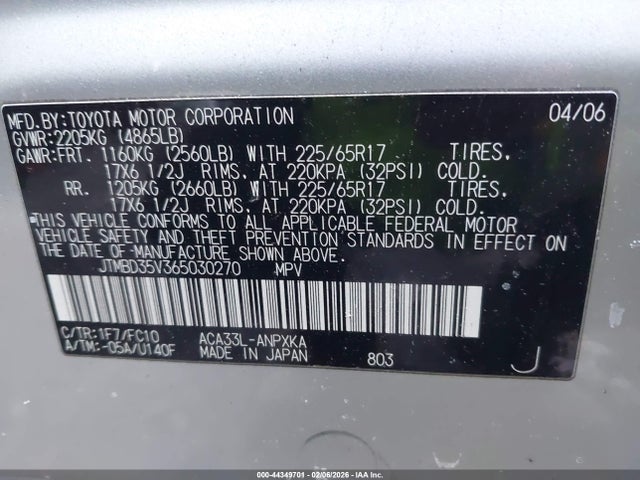 MFD.BY:TOYOTA MOTOR CORPORATION 04/06
GVWR:2205KG (4865LB)
GAWR:FRT. 1160KG (2560LB) WITH 225/65R17 TIRES,
17X6 1/2J RIMS, AT 220KPA (32PSI) COLD.
RR. 1205KG (2660LB) WITH 225/65R17 TIRES,
17X6 1/2J RIMS, AT 220KPA (32PSI) COLD.
THIS VEHICLE CONFORMS TO ALL APPLICABLE FEDERAL MOTOR
VEHICLE SAFETY AND THEFT PREVENTION STANDARDS IN EFFECT ON
THE DATE OF MANUFACTURE SHOWN ABOVE.
JTMBD35V365030270 MPV
C/TR:1F7/FC10 ACA33L-ANPXKA
A/TM:-05A/U140F MADE IN JAPAN 803 J
000-44349701 - 02/06/2026 - IAA Inc.